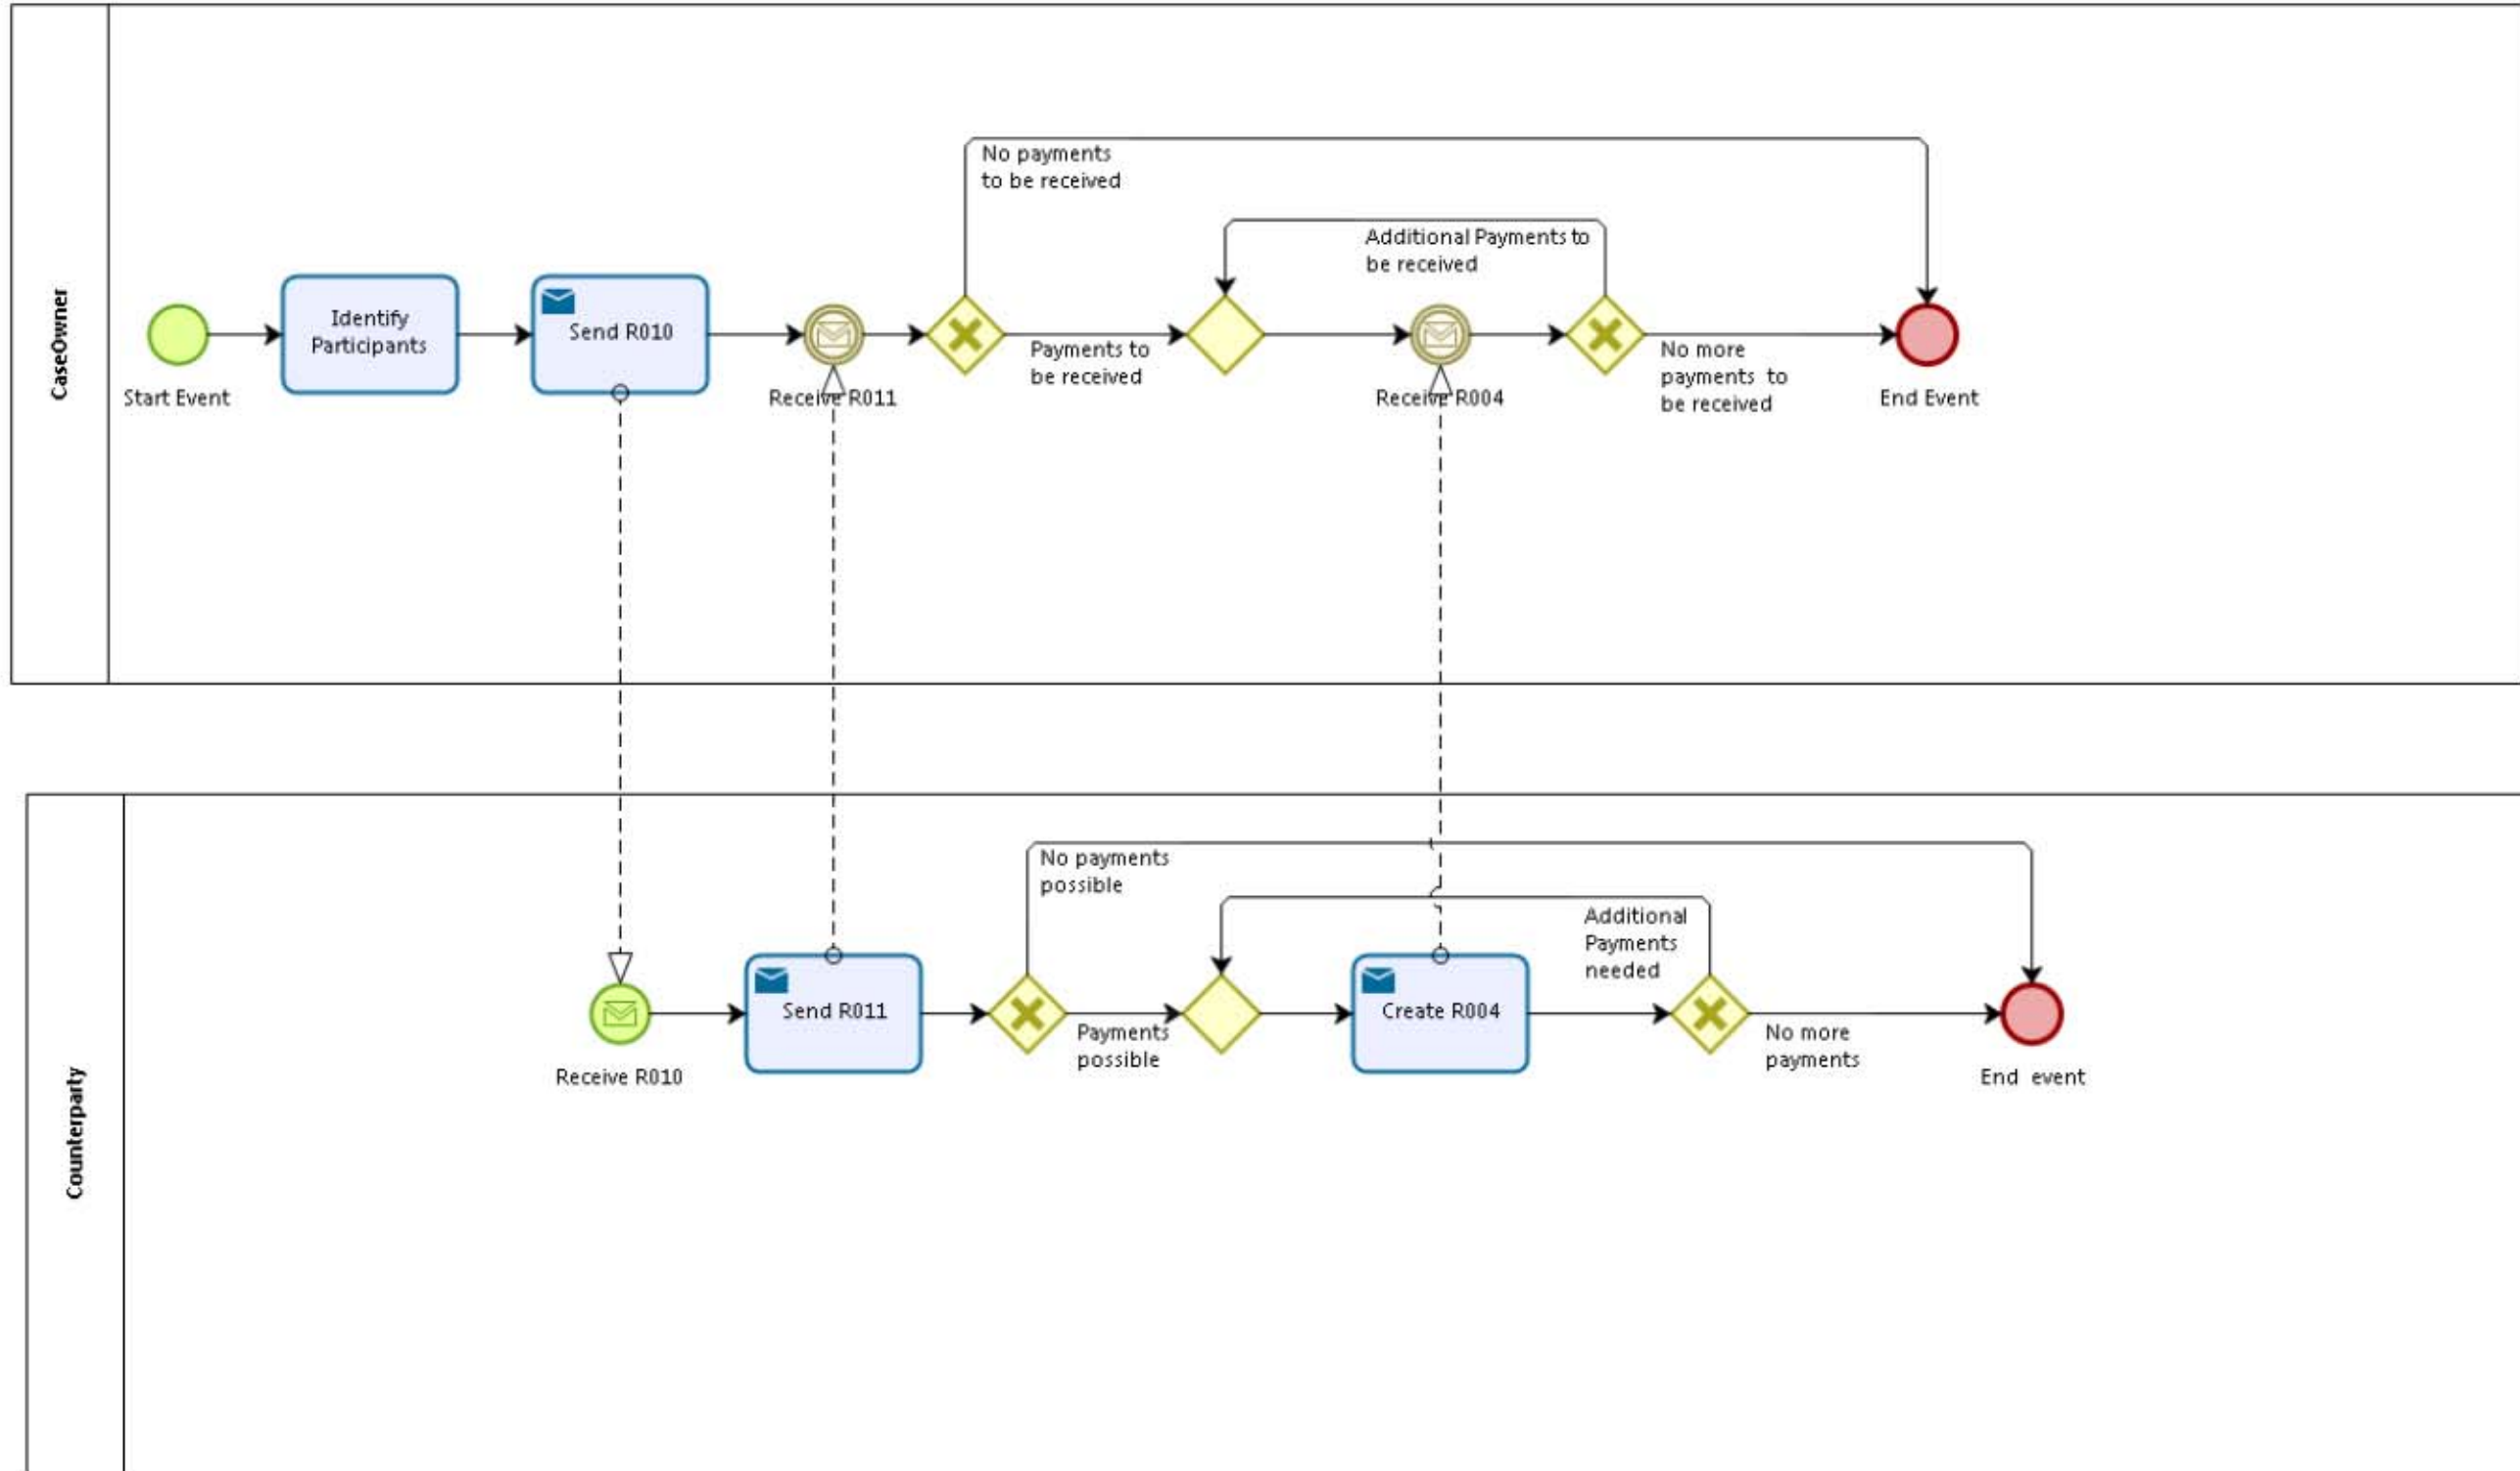 CaseOwner
No payments
to be received
Additional Payments to
be received
Identify
Participants
Send R010
Payments to
be received
No more
payments to
be received
Start Event
Receive R011
Receive R004
End Event
Counterparty
No payments
possible
Additional
Payments
needed
Send R011
Create R004
Payments
possible
No more
payments
Receive R010
End event